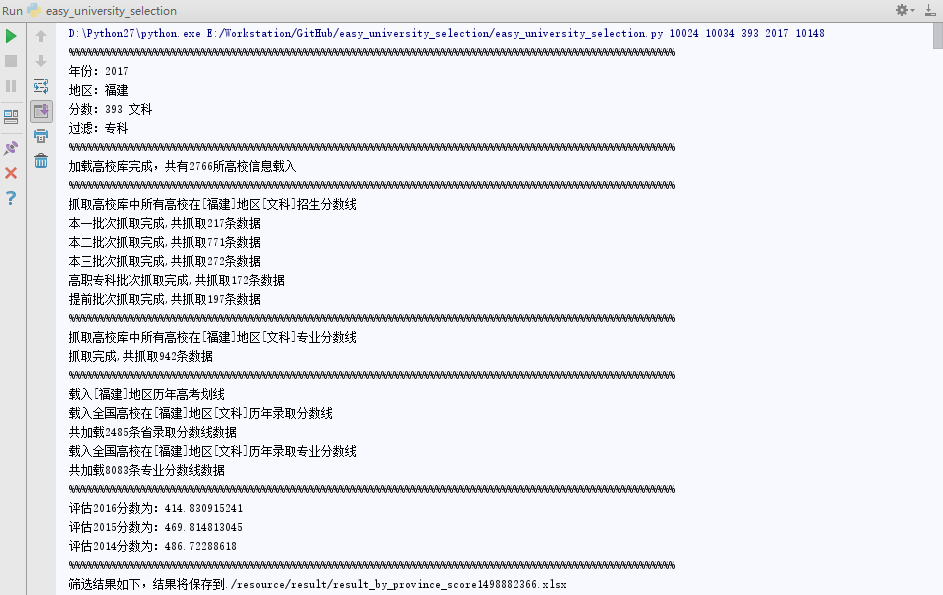 Run easy_university_selection
D:\Python27\python.exe E:/Workstation/GitHub/easy_university_selection/easy_university_selection.py 10024 10034 393 2017 10148
%%%%%%%%%%%%%%%%%%%%%%%%%%%%%%%%%%%%%%%%%%%%%%%%%%%%%%%%%%%%%%%%%%%%%%%%%%%%%%%%%%%%%%%%%%%%%%%%%%%%%%%
年份: 2017
地区: 福建
分数: 393 文科
过滤: 专科
%%%%%%%%%%%%%%%%%%%%%%%%%%%%%%%%%%%%%%%%%%%%%%%%%%%%%%%%%%%%%%%%%%%%%%%%%%%%%%%%%%%%%%%%%%%%%%%%%%%%%%%
加载高校库完成，共有2766所高校信息载入
%%%%%%%%%%%%%%%%%%%%%%%%%%%%%%%%%%%%%%%%%%%%%%%%%%%%%%%%%%%%%%%%%%%%%%%%%%%%%%%%%%%%%%%%%%%%%%%%%%%%%%%
抓取高校库中所有高校在[福建]地区[文科]招生分数线
本一批次抓取完成,共抓取217条数据
本二批次抓取完成,共抓取771条数据
本三批次抓取完成,共抓取272条数据
高职专科批次抓取完成,共抓取172条数据
提前批次抓取完成,共抓取197条数据
%%%%%%%%%%%%%%%%%%%%%%%%%%%%%%%%%%%%%%%%%%%%%%%%%%%%%%%%%%%%%%%%%%%%%%%%%%%%%%%%%%%%%%%%%%%%%%%%%%%%%%%
抓取高校库中所有高校在[福建]地区[文科]专业分数线
抓取完成,共抓取942条数据
%%%%%%%%%%%%%%%%%%%%%%%%%%%%%%%%%%%%%%%%%%%%%%%%%%%%%%%%%%%%%%%%%%%%%%%%%%%%%%%%%%%%%%%%%%%%%%%%%%%%%%%
载入[福建]地区历年高考划线
载入全国高校在[福建]地区[文科]历年录取分数线
共加载2485条省录取分数线数据
载入全国高校在[福建]地区[文科]历年录取专业分数线
共加载8083条专业分数线数据
%%%%%%%%%%%%%%%%%%%%%%%%%%%%%%%%%%%%%%%%%%%%%%%%%%%%%%%%%%%%%%%%%%%%%%%%%%%%%%%%%%%%%%%%%%%%%%%%%%%%%%%
评估2016分数为: 414.830915241
评估2015分数为: 469.814813045
评估2014分数为: 486.72288618
%%%%%%%%%%%%%%%%%%%%%%%%%%%%%%%%%%%%%%%%%%%%%%%%%%%%%%%%%%%%%%%%%%%%%%%%%%%%%%%%%%%%%%%%%%%%%%%%%%%%%%%
筛选结果如下，结果将保存到./resource/result/result_by_province_score1498882366.xlsx